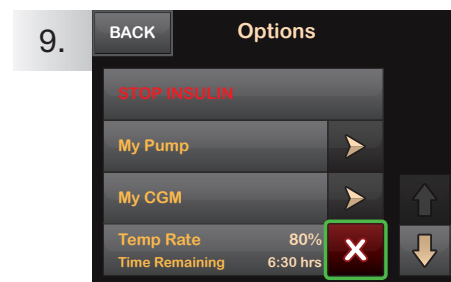 9.
BACK Options
STOP INSULIN
My Pump
My CGM
Temp Rate 80%
Time Remaining 6:30 hrs
X